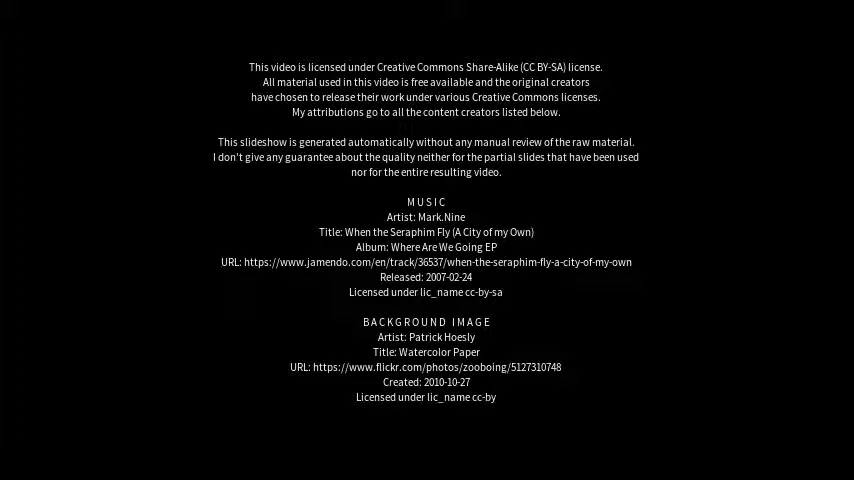 This video is licensed under Creative Commons Share-Alike (CC BY-SA) license.
All material used in this video is free available and the original creators
have chosen to release their work under various Creative Commons licenses.
My attributions go to all the content creators listed below.
This slideshow is generated automatically without any manual review of the raw material.
I don't give any guarantee about the quality neither for the partial slides that have been used
nor for the entire resulting video.
M U S I C
Artist: Mark.Nine
Title: When the Seraphim Fly (A City of my Own)
Album: Where Are We Going EP
URL: https://www.jamendo.com/en/track/36537/when-the-seraphim-fly-a-city-of-my-own
Released: 2007-02-24
Licensed under lic_name cc-by-sa
B A C K G R O U N D   I M A G E
Artist: Patrick Hoesly
Title: Watercolor Paper
URL: https://www.flickr.com/photos/zooboing/5127310748
Created: 2010-10-27
Licensed under lic_name cc-by